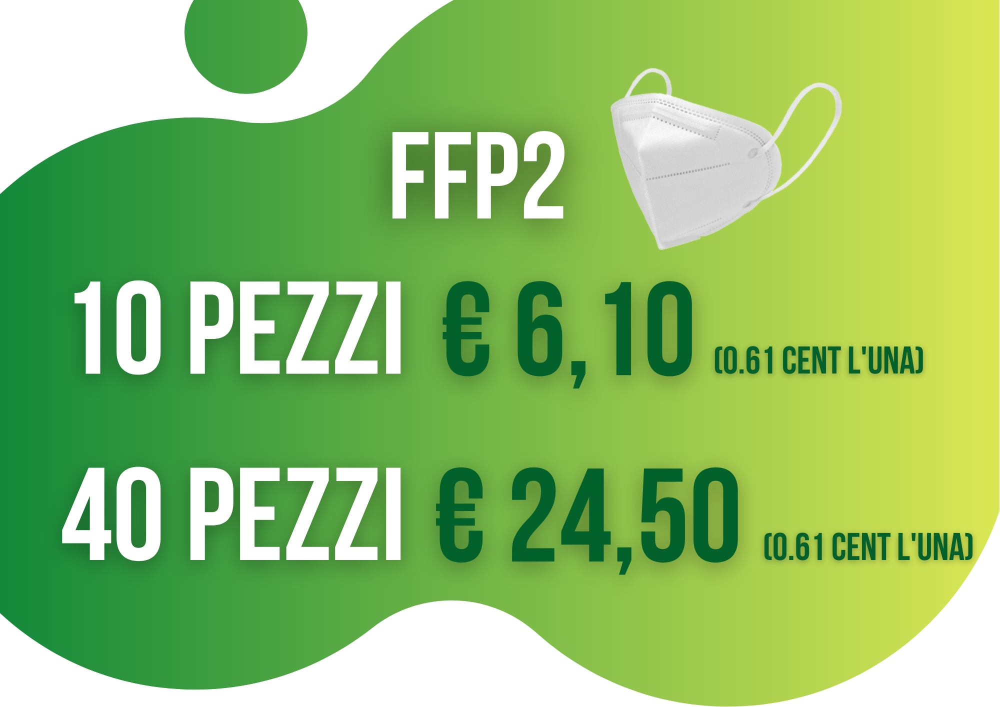 FFP2
10 PEZZI € 6,10 (0.61 CENT L'UNA)
40 PEZZI € 24,50 (0.61 CENT L'UNA)